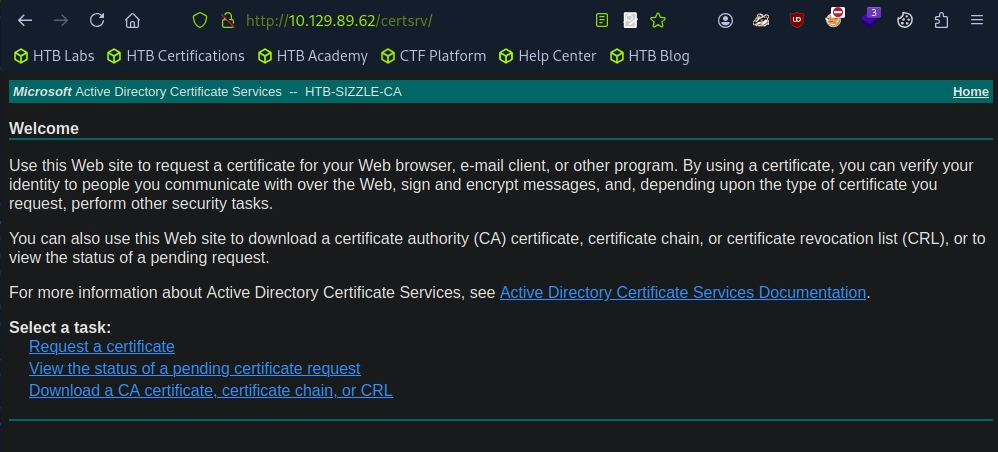 http://10.129.89.62/certsrv/
3
HTB Labs HTB Certifications HTB Academy CTF Platform Help Center HTB Blog
Microsoft Active Directory Certificate Services -- HTB-SIZZLE-CA Home
Welcome
Use this Web site to request a certificate for your Web browser, e-mail client, or other program. By using a certificate, you can verify your
identity to people you communicate with over the Web, sign and encrypt messages, and, depending upon the type of certificate you
request, perform other security tasks.
You can also use this Web site to download a certificate authority (CA) certificate, certificate chain, or certificate revocation list (CRL), or to
view the status of a pending request.
For more information about Active Directory Certificate Services, see Active Directory Certificate Services Documentation.
Select a task:
Request a certificate
View the status of a pending certificate request
Download a CA certificate, certificate chain, or CRL